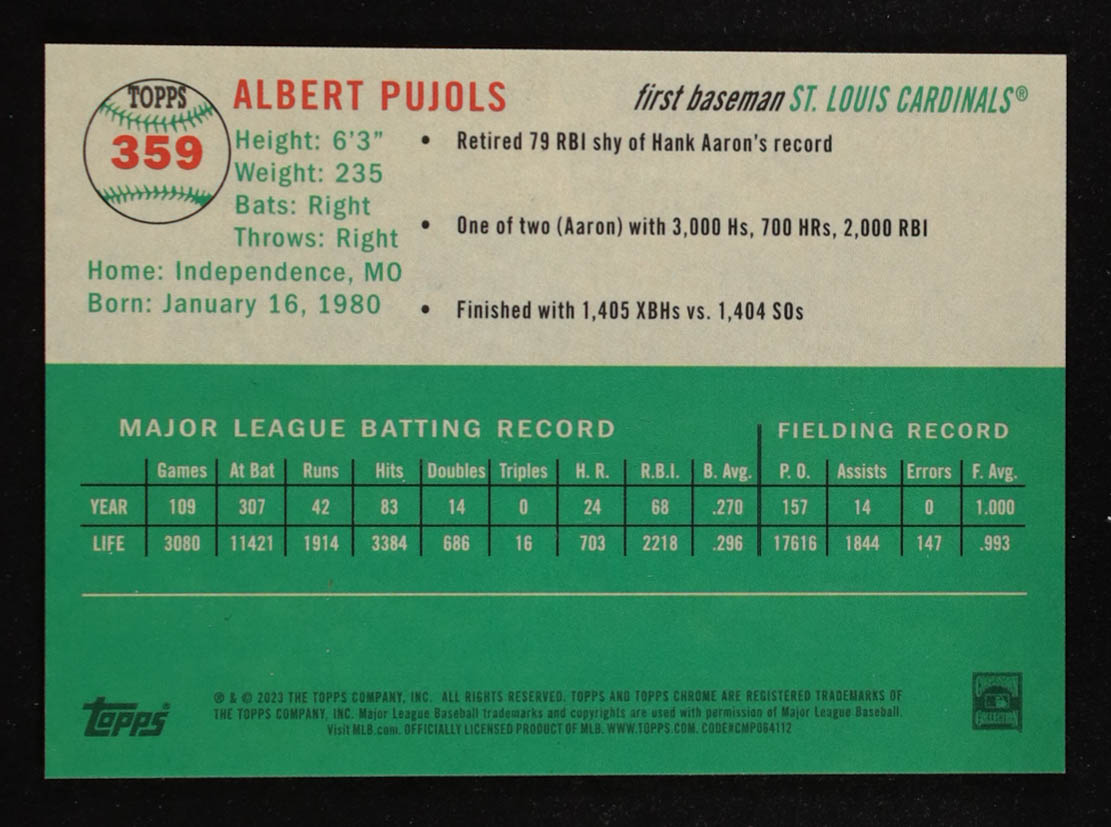 TOPPS
359
ALBERT PUJOLS
first baseman ST. LOUIS CARDINALS®
Height: 6'3"
Weight: 235
Bats: Right
Throws: Right
Home: Independence, MO
Born: January 16, 1980
• Retired 79 RBI shy of Hank Aaron's record
• One of two (Aaron) with 3,000 Hs, 700 HRs, 2,000 RBI
• Finished with 1,405 XBHs vs. 1,404 SOs
MAJOR LEAGUE BATTING RECORD FIELDING RECORD
Games At Bat Runs Hits Doubles Triples H. R. R.B.I. B. Avg. P. O. Assists Errors F. Avg.
YEAR 109 307 42 83 14 0 24 68 .270 157 14 0 1.000
LIFE 3080 11421 1914 3384 686 16 703 2218 .296 17616 1844 147 .993
topps®
® & © 2023 THE TOPPS COMPANY, INC. ALL RIGHTS RESERVED. TOPPS AND TOPPS CHROME ARE REGISTERED TRADEMARKS OF
THE TOPPS COMPANY, INC. Major League Baseball trademarks and copyrights are used with permission of Major League Baseball.
Visit MLB.com. OFFICIALLY LICENSED PRODUCT OF MLB. WWW.TOPPS.COM. CODE#CMP064112